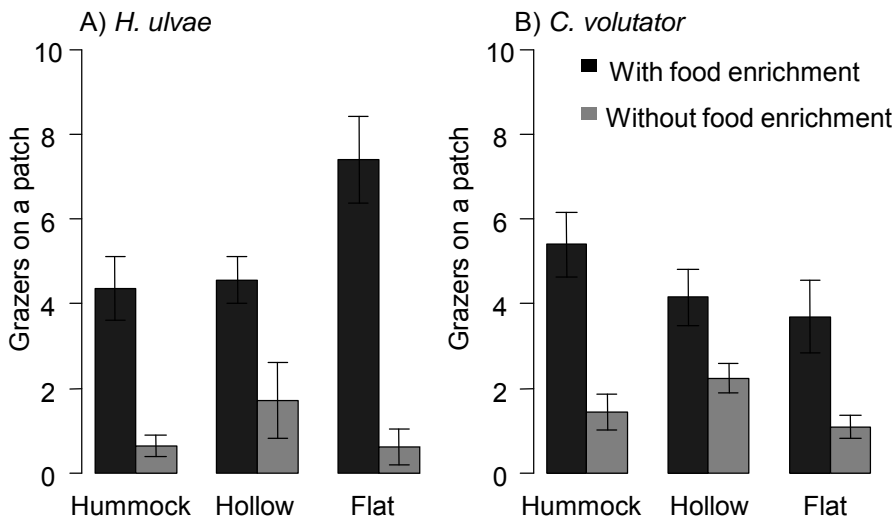 A) H. ulvae
Grazers on a patch
10
8
6
4
2
0
Hummock Hollow Flat
B) C. volutator
With food enrichment
Without food enrichment
Grazers on a patch
10
8
6
4
2
0
Hummock Hollow Flat